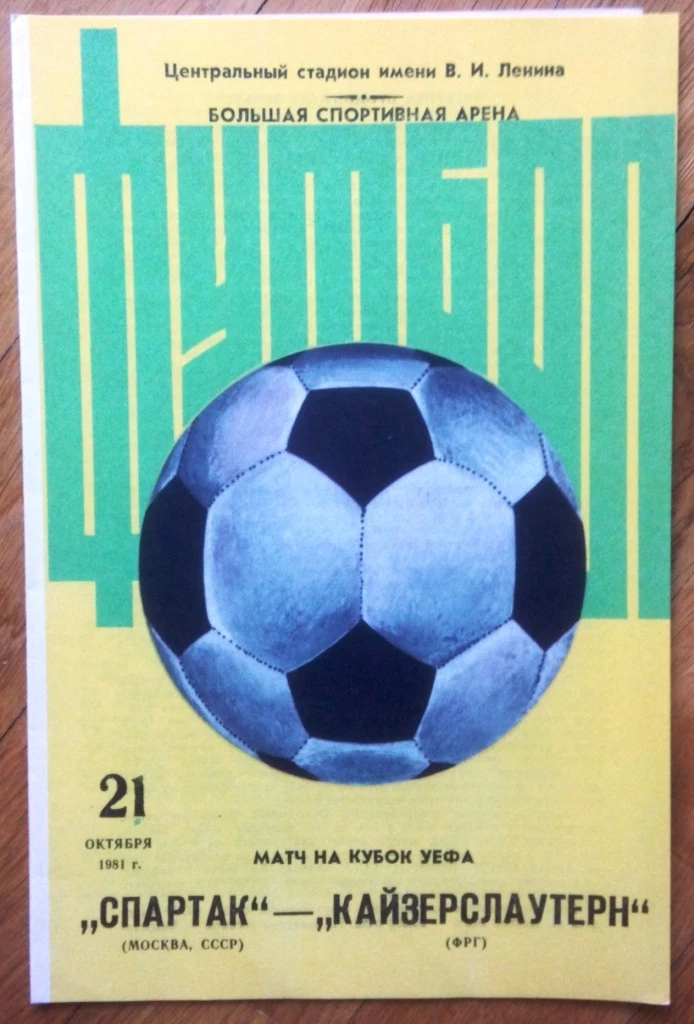 Центральный стадион имени В. И. Ленина
БОЛЬШАЯ СПОРТИВНАЯ АРЕНА
ФУТБОЛ
21
ОКТЯБРЯ
1981 г.
МАТЧ НА КУБОК УЕФА
„СПАРТАК“ — „КАЙЗЕРСЛАУТЕРН“
(МОСКВА, СССР) (ФРГ)